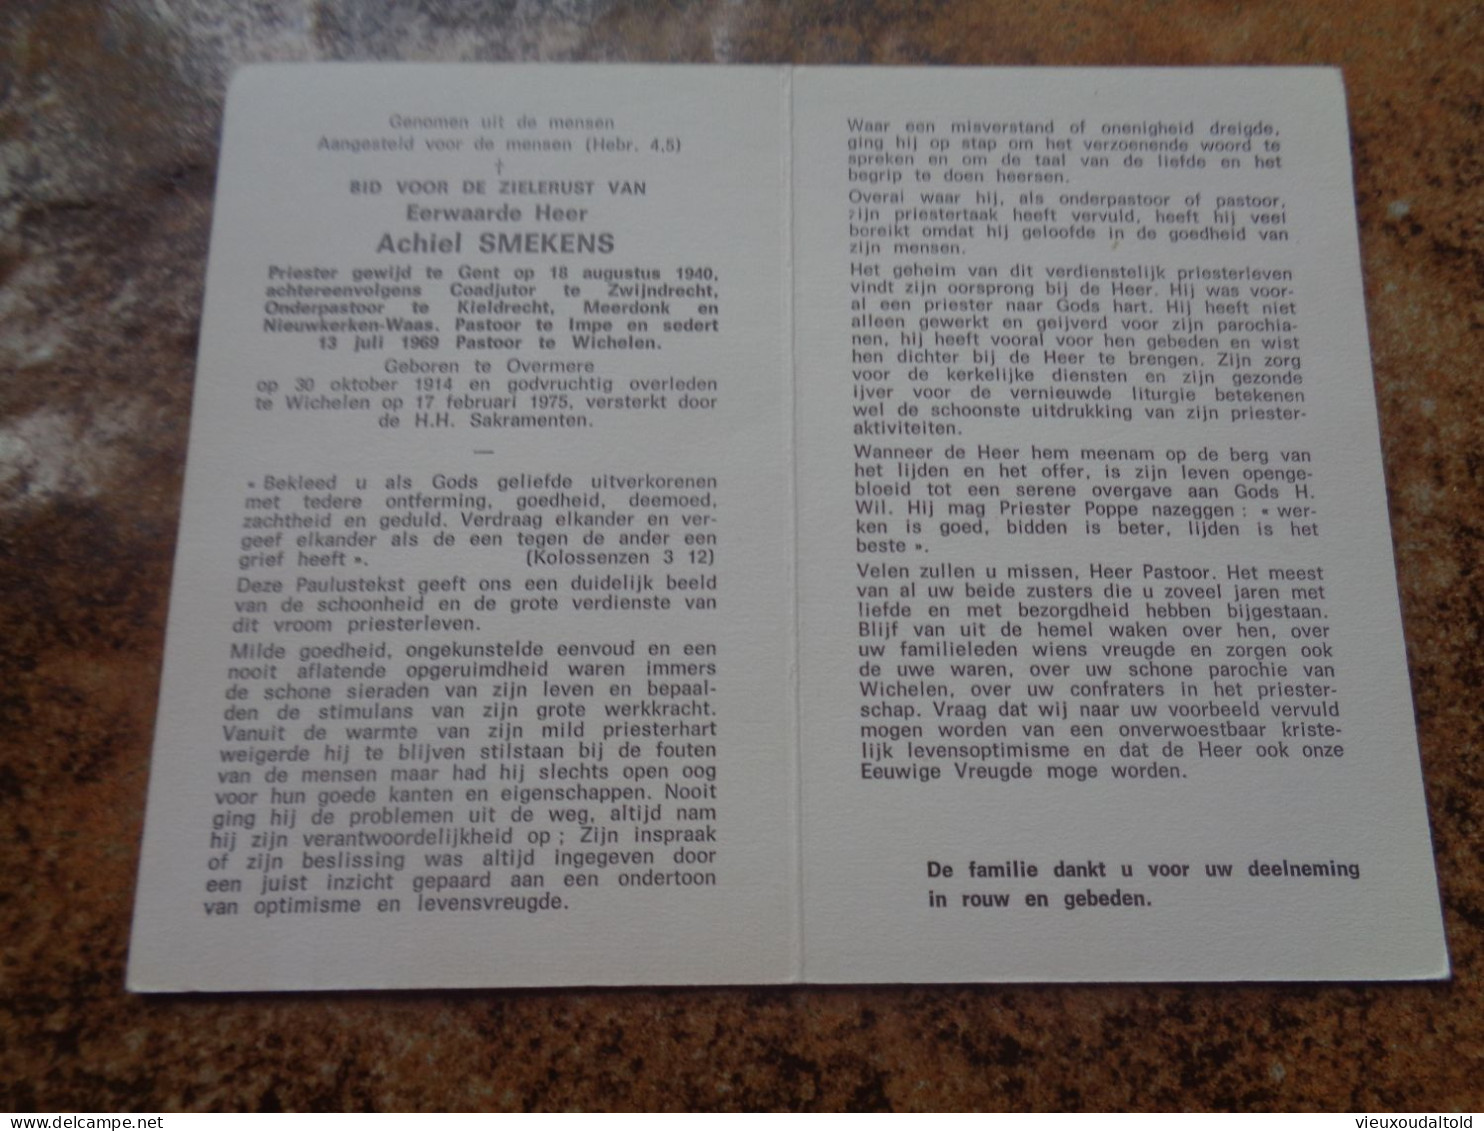 Genomen uit de mensen
Aangesteld voor de mensen (Hebr. 4,5)
†
BID VOOR DE ZIELERUST VAN
Eerwaarde Heer
Achiel SMEKENS
Priester gewijd te Gent op 18 augustus 1940,
achtereenvolgens Coadjutor te Zwijndrecht,
Onderpastoor te Kieldrecht, Meerdonk en
Nieuwkerken-Waas. Pastoor te Impe en sedert
13 juli 1969 Pastoor te Wichelen.
Geboren te Overmere
op 30 oktober 1914 en godvruchtig overleden
te Wichelen op 17 februari 1975, versterkt door
de H.H. Sakramenten.
—
« Bekleed u als Gods geliefde uitverkorenen
met tedere ontferming, goedheid, deemoed,
zachtheid en geduld. Verdraag elkander en ver-
geef elkander als de een tegen de ander een
grief heeft ». (Kolossenzen 3 12)
Deze Paulustekst geeft ons een duidelijk beeld
van de schoonheid en de grote verdienste van
dit vroom priesterleven.
Milde goedheid, ongekunstelde eenvoud en een
nooit aflatende opgeruimdheid waren immers
de schone sieraden van zijn leven en bepaal-
den de stimulans van zijn grote werkkracht.
Vanuit de warmte van zijn mild priesterhart
weigerde hij te blijven stilstaan bij de fouten
van de mensen maar had hij slechts open oog
voor hun goede kanten en eigenschappen. Nooit
ging hij de problemen uit de weg, altijd nam
hij zijn verantwoordelijkheid op ; Zijn inspraak
of zijn beslissing was altijd ingegeven door
een juist inzicht gepaard aan een ondertoon
van optimisme en levensvreugde.
Waar een misverstand of onenigheid dreigde,
ging hij op stap om het verzoenende woord te
spreken en om de taal van de liefde en het
begrip te doen heersen.
Overal waar hij, als onderpastoor of pastoor,
zijn priestertaak heeft vervuld, heeft hij veel
bereikt omdat hij geloofde in de goedheid van
zijn mensen.
Het geheim van dit verdienstelijk priesterleven
vindt zijn oorsprong bij de Heer. Hij was voor-
al een priester naar Gods hart. Hij heeft niet
alleen gewerkt en geijverd voor zijn parochia-
nen, hij heeft vooral voor hen gebeden en wist
hen dichter bij de Heer te brengen. Zijn zorg
voor de kerkelijke diensten en zijn gezonde
ijver voor de vernieuwde liturgie betekenen
wel de schoonste uitdrukking van zijn priester-
aktiviteiten.
Wanneer de Heer hem meenam op de berg van
het lijden en het offer, is zijn leven openge-
bloeid tot een serene overgave aan Gods H.
Wil. Hij mag Priester Poppe nazeggen : « wer-
ken is goed, bidden is beter, lijden is het
beste ».
Velen zullen u missen, Heer Pastoor. Het meest
van al uw beide zusters die u zoveel jaren met
liefde en met bezorgdheid hebben bijgestaan.
Blijf van uit de hemel waken over hen, over
uw familieleden wiens vreugde en zorgen ook
de uwe waren, over uw schone parochie van
Wichelen, over uw confraters in het priester-
schap. Vraag dat wij naar uw voorbeeld vervuld
mogen worden van een onverwoestbaar kriste-
lijk levensoptimisme en dat de Heer ook onze
Eeuwige Vreugde moge worden.
De familie dankt u voor uw deelneming
in rouw en gebeden.
vieuxoudaltold